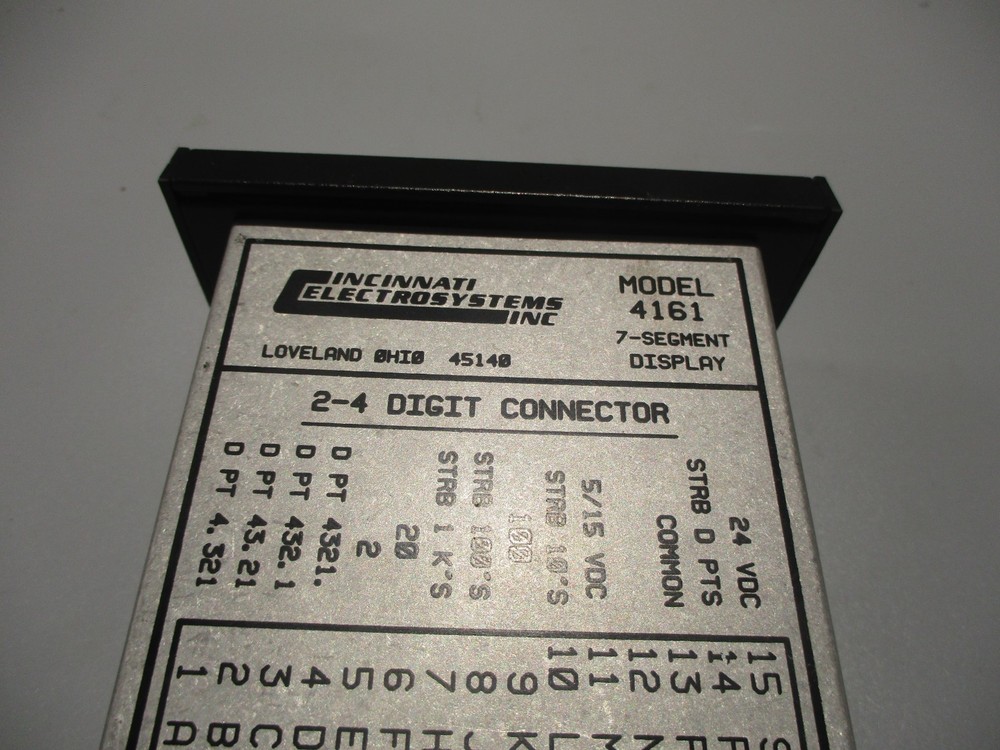 CINCINNATI
ELECTROSYSTEMS
INC
LOVELAND OHIO 45140
MODEL
4161
7-SEGMENT
DISPLAY
2-4 DIGIT CONNECTOR
D PT 4.321
D PT 43.21
D PT 432.1
D PT 4321.
2
20
STRB 1 K'S
STRB 100'S
100
STRB 10'S
5/15 VDC
COMMON
STRB D PTS
24 VDC
1 2 3 4 5 6 7 8 9 10 11 12 13 14 15
A B C D E F H J K L M N